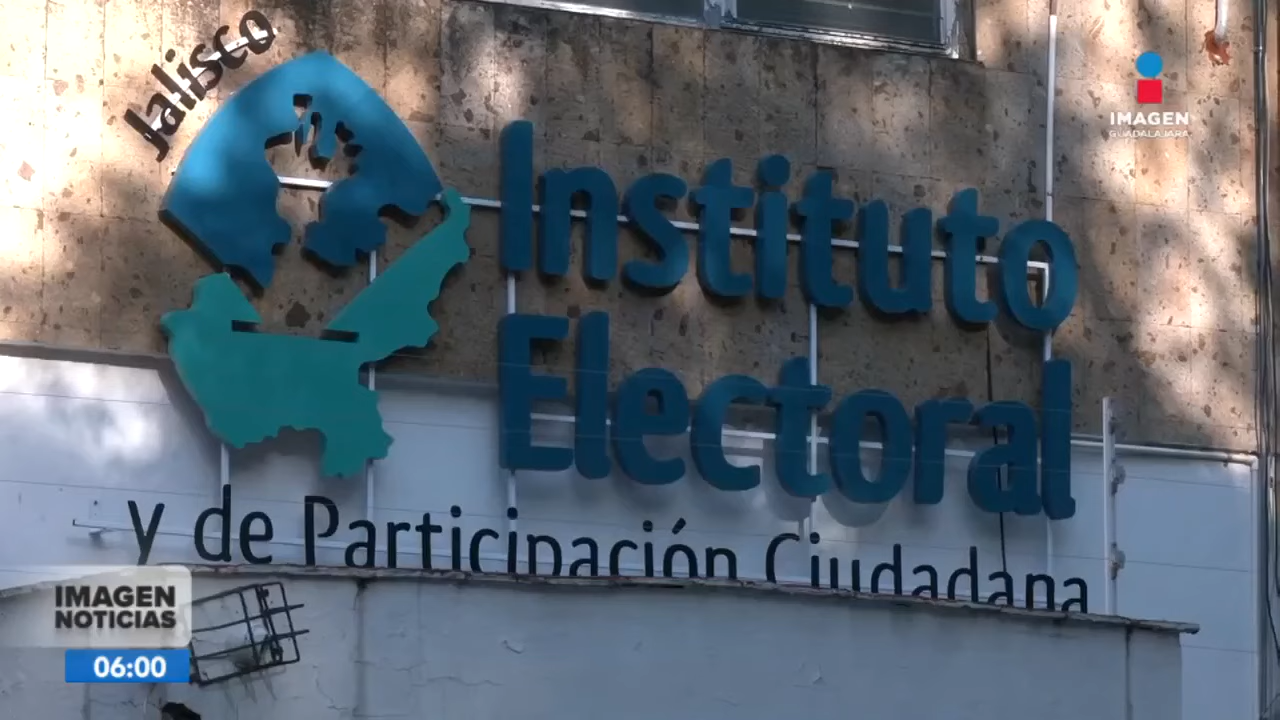 Jalisco
Instituto
Electoral
y de Participación Ciudadana
IMAGEN
GUADALAJARA
IMAGEN
NOTICIAS
06:00